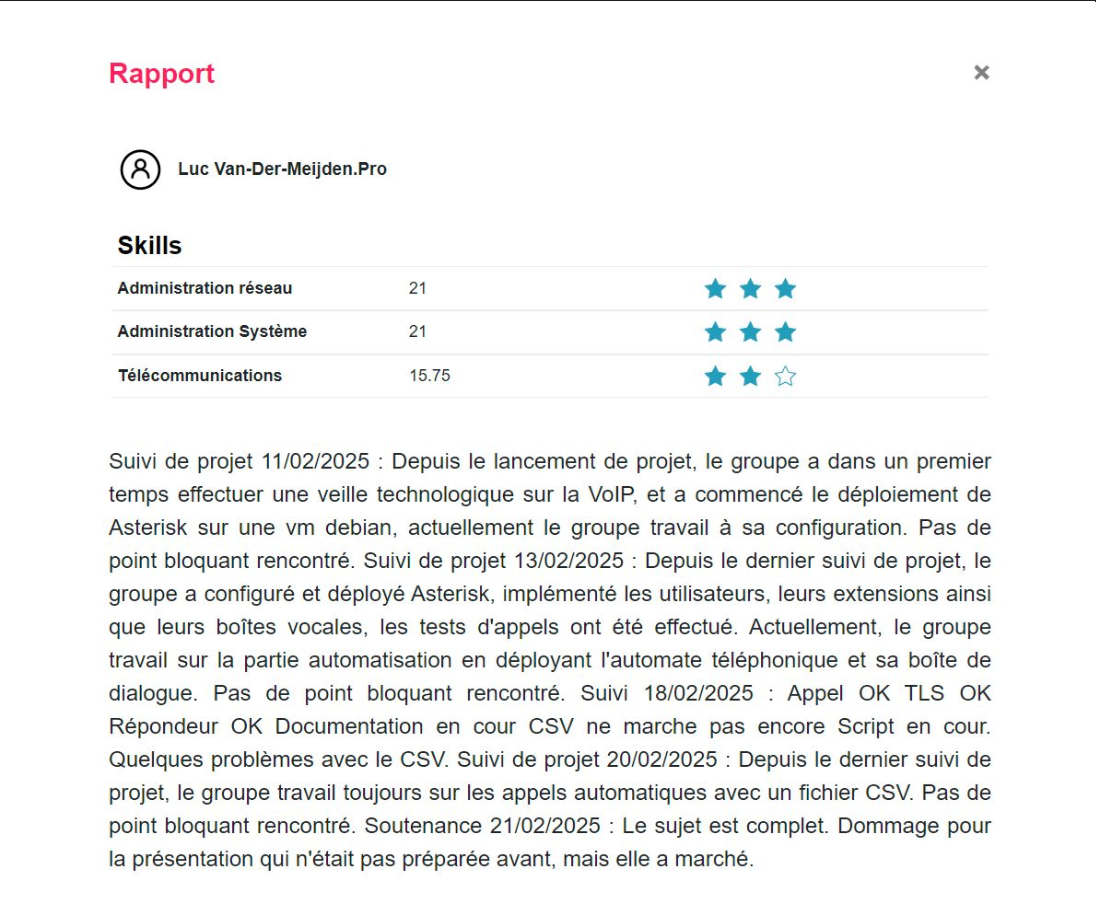 Rapport
×
Luc Van-Der-Meijden.Pro
Skills
Administration réseau 21
Administration Système 21
Télécommunications 15.75
Suivi de projet 11/02/2025 : Depuis le lancement de projet, le groupe a dans un premier
temps effectuer une veille technologique sur la VoIP, et a commencé le déploiement de
Asterisk sur une vm debian, actuellement le groupe travail à sa configuration. Pas de
point bloquant rencontré. Suivi de projet 13/02/2025 : Depuis le dernier suivi de projet, le
groupe a configuré et déployé Asterisk, implémenté les utilisateurs, leurs extensions ainsi
que leurs boîtes vocales, les tests d'appels ont été effectué. Actuellement, le groupe
travail sur la partie automatisation en déployant l'automate téléphonique et sa boîte de
dialogue. Pas de point bloquant rencontré. Suivi 18/02/2025 : Appel OK TLS OK
Répondeur OK Documentation en cour CSV ne marche pas encore Script en cour.
Quelques problèmes avec le CSV. Suivi de projet 20/02/2025 : Depuis le dernier suivi de
projet, le groupe travail toujours sur les appels automatiques avec un fichier CSV. Pas de
point bloquant rencontré. Soutenance 21/02/2025 : Le sujet est complet. Dommage pour
la présentation qui n'était pas préparée avant, mais elle a marché.